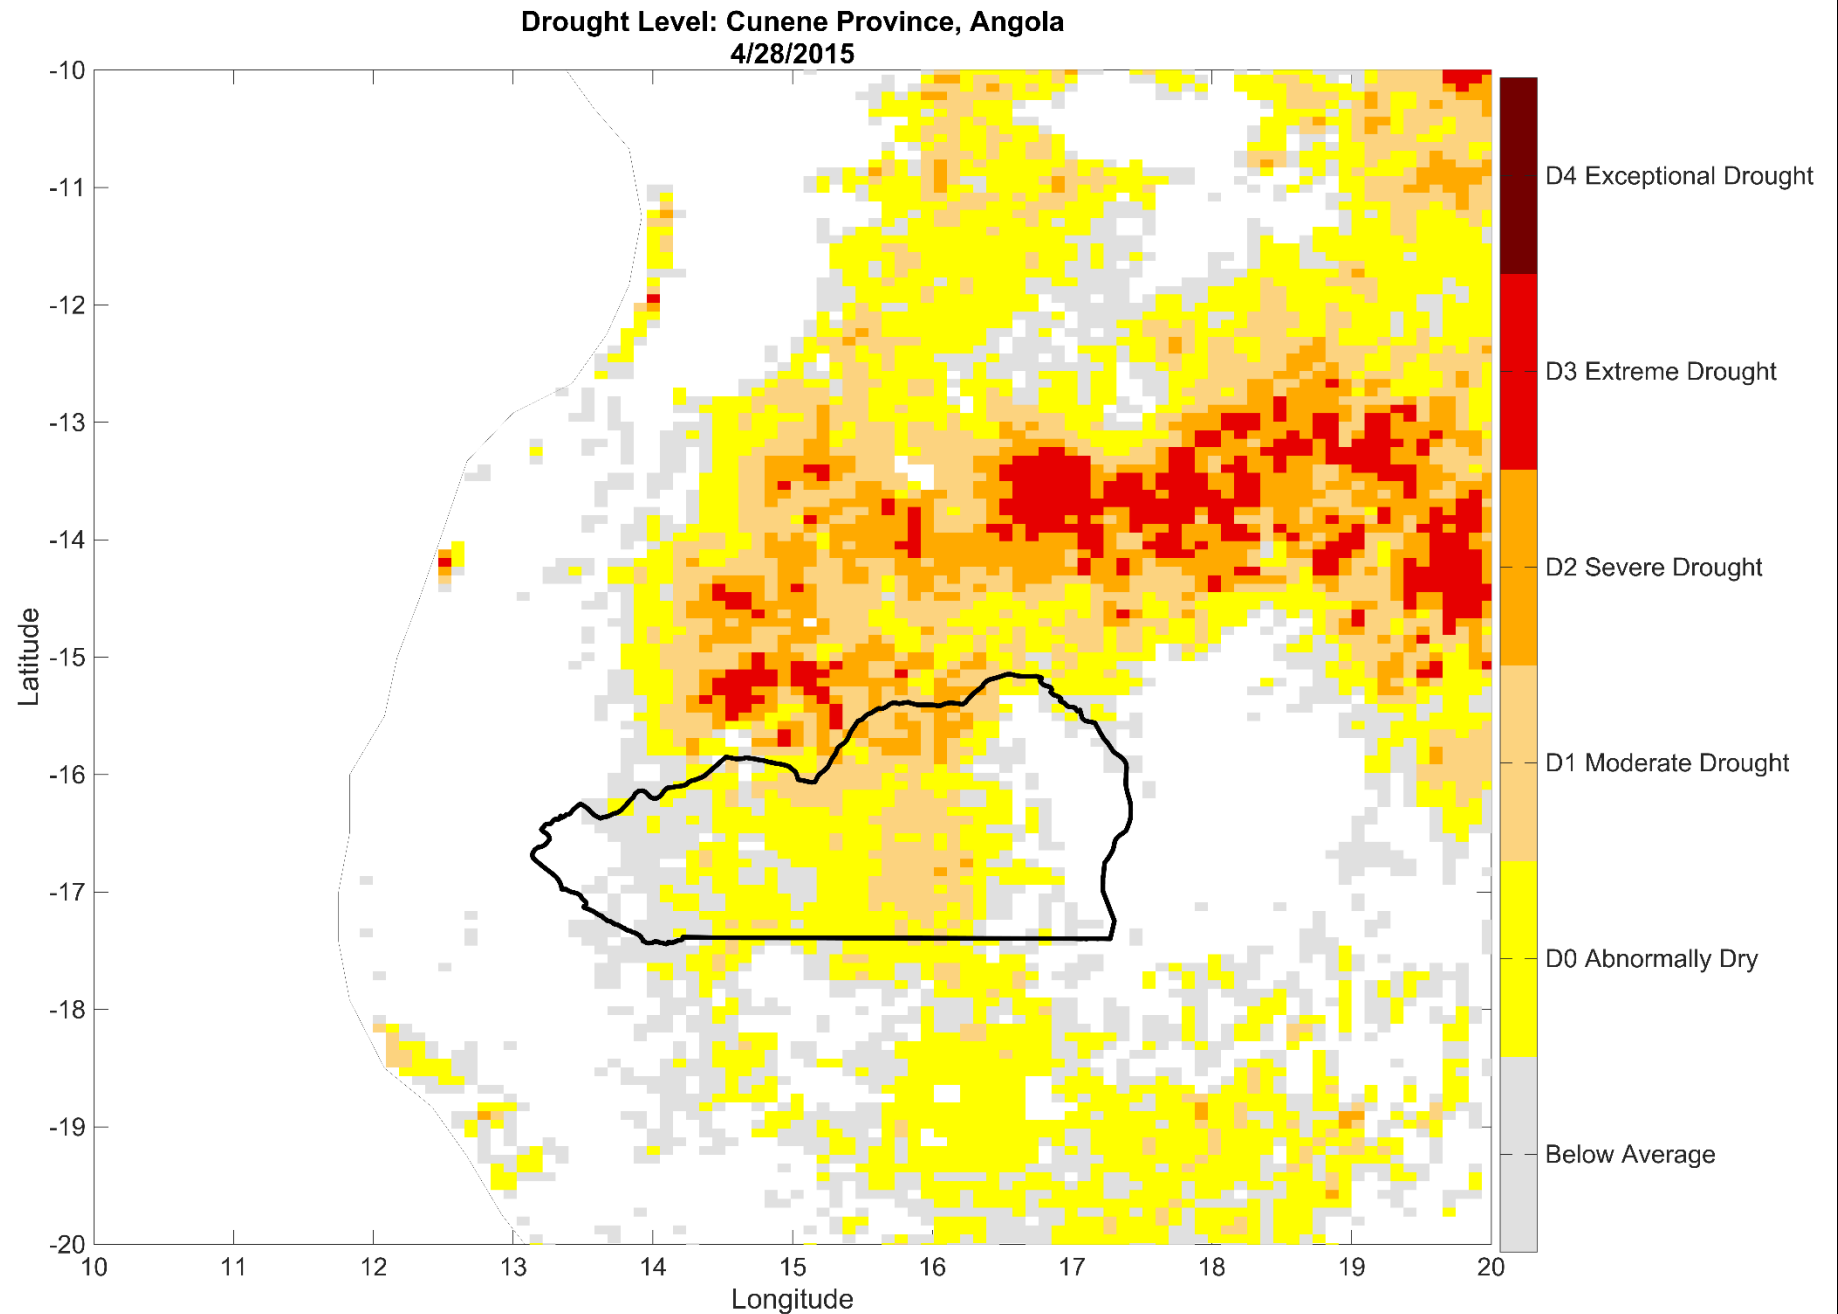 Drought Level: Cunene Province, Angola
4/28/2015
-10
-11
-12
-13
-14
-15
-16
-17
-18
-19
-20
Latitude
10
11
12
13
14
15
16
17
18
19
20
Longitude
D4 Exceptional Drought
D3 Extreme Drought
D2 Severe Drought
D1 Moderate Drought
D0 Abnormally Dry
Below Average